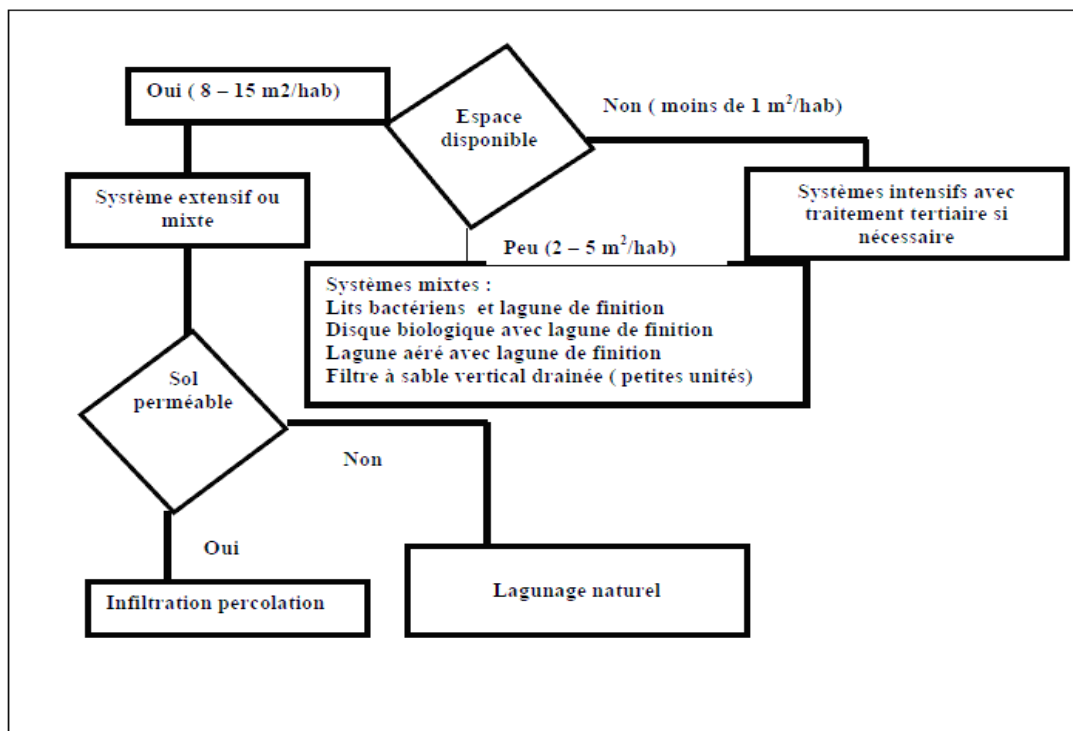 Oui ( 8 – 15 m2/hab)
Espace
disponible
Non ( moins de 1 m²/hab)
Système extensif ou
mixte
Systèmes intensifs avec
traitement tertiaire si
nécessaire
Peu (2 – 5 m²/hab)
Systèmes mixtes :
Lits bactériens et lagune de finition
Disque biologique avec lagune de finition
Lagune aéré avec lagune de finition
Filtre à sable vertical drainée ( petites unités)
Sol
perméable
Non
Oui
Infiltration percolation
Lagunage naturel